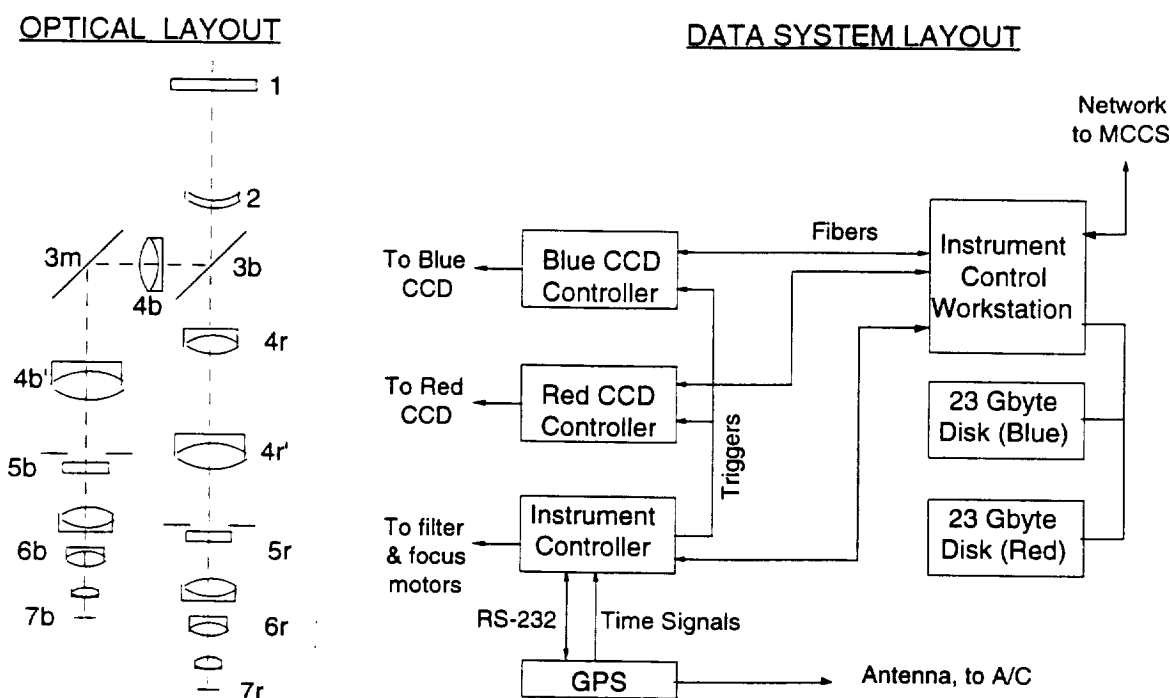 OPTICAL LAYOUT
1
2
3m
3b
4b
4r
4b'
4r'
5b
5r
6b
6r
7b
7r
DATA SYSTEM LAYOUT
Network
to MCCS
Fibers
To Blue
CCD
Blue CCD
Controller
Instrument
Control
Workstation
To Red
CCD
Red CCD
Controller
23 Gbyte
Disk (Blue)
Triggers
To filter
& focus
motors
Instrument
Controller
23 Gbyte
Disk (Red)
RS-232
Time Signals
GPS
Antenna, to A/C